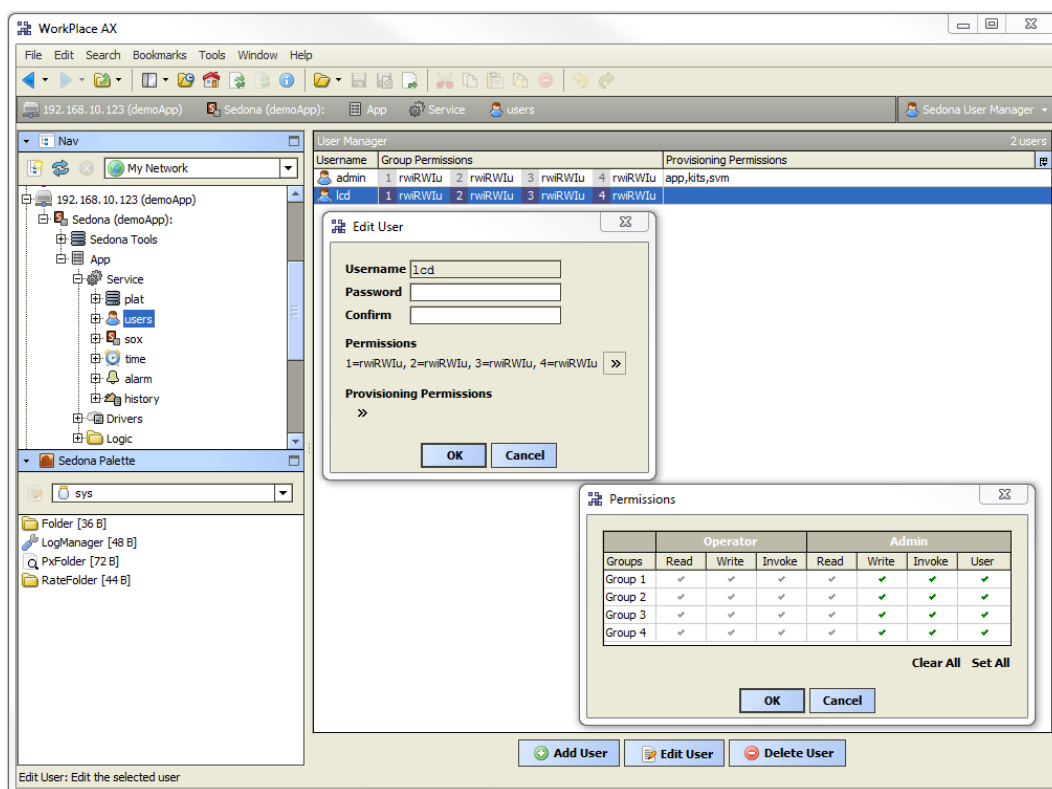 WorkPlace AX
File Edit Search Bookmarks Tools Window Help
192.168.10.123 (demoApp) Sedona (demoApp): App Service users Sedona User Manager
Nav
My Network
192.168.10.123 (demoApp)
Sedona (demoApp):
Sedona Tools
App
Service
plat
users
sox
time
alarm
history
Drivers
Logic
Sedona Palette
sys
Folder [36 B]
LogManager [48 B]
PxFolder [72 B]
RateFolder [44 B]
User Manager 2 users
Username Group Permissions Provisioning Permissions
admin 1 rwiRWIu 2 rwiRWIu 3 rwiRWIu 4 rwiRWIu app,kits,svm
lcd 1 rwiRWIu 2 rwiRWIu 3 rwiRWIu 4 rwiRWIu
Edit User
Username lcd
Password
Confirm
Permissions
1=rwiRWIu, 2=rwiRWIu, 3=rwiRWIu, 4=rwiRWIu »
Provisioning Permissions
»
OK Cancel
Permissions
Operator Admin
Groups Read Write Invoke Read Write Invoke User
Group 1
Group 2
Group 3
Group 4
Clear All Set All
OK Cancel
Add User Edit User Delete User
Edit User: Edit the selected user